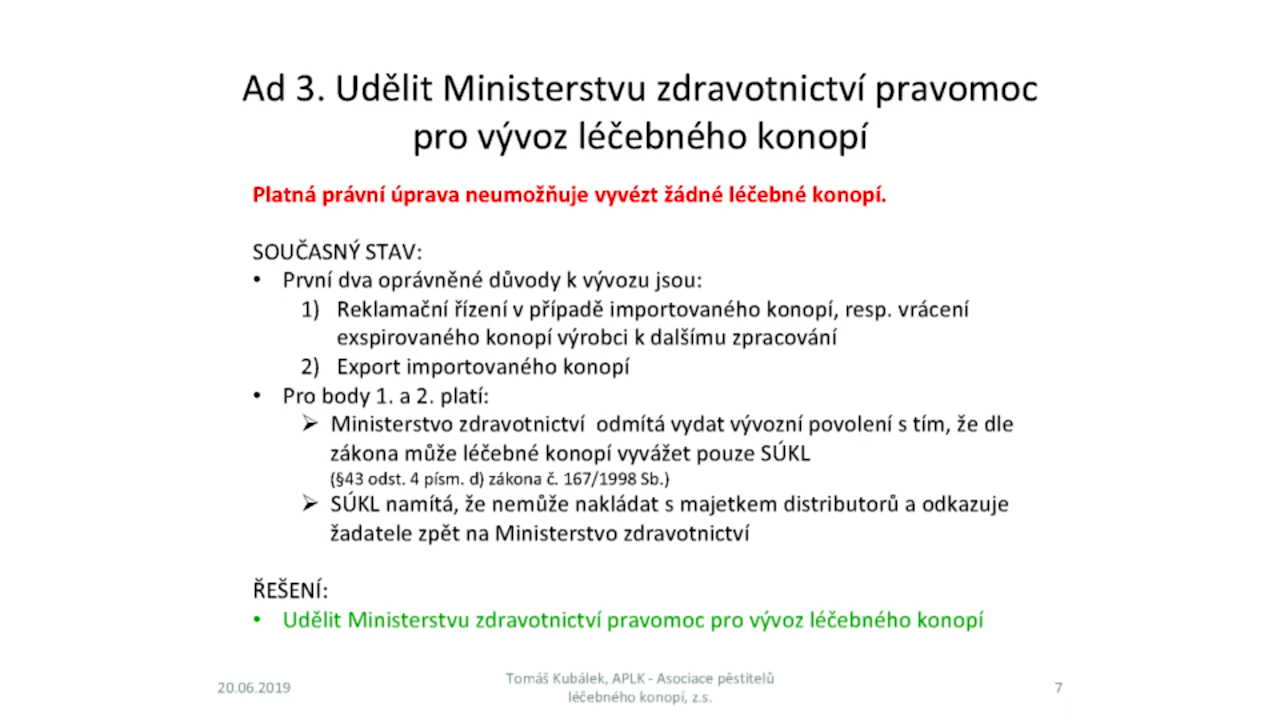 Ad 3. Udělit Ministerstvu zdravotnictví pravomoc
pro vývoz léčebného konopí
Platná právní úprava neumožňuje vyvézt žádné léčebné konopí.
SOUČASNÝ STAV:
• První dva oprávněné důvody k vývozu jsou:
1) Reklamační řízení v případě importovaného konopí, resp. vrácení
exspirovaného konopí výrobci k dalšímu zpracování
2) Export importovaného konopí
• Pro body 1. a 2. platí:
➢ Ministerstvo zdravotnictví odmítá vydat vývozní povolení s tím, že dle
zákona může léčebné konopí vyvážet pouze SÚKL
(§43 odst. 4 písm. d) zákona č. 167/1998 Sb.)
➢ SÚKL namítá, že nemůže nakládat s majetkem distributorů a odkazuje
žadatele zpět na Ministerstvo zdravotnictví
ŘEŠENÍ:
• Udělit Ministerstvu zdravotnictví pravomoc pro vývoz léčebného konopí
20.06.2019
Tomáš Kubálek, APLK - Asociace pěstitelů
léčebného konopí, z.s.
7